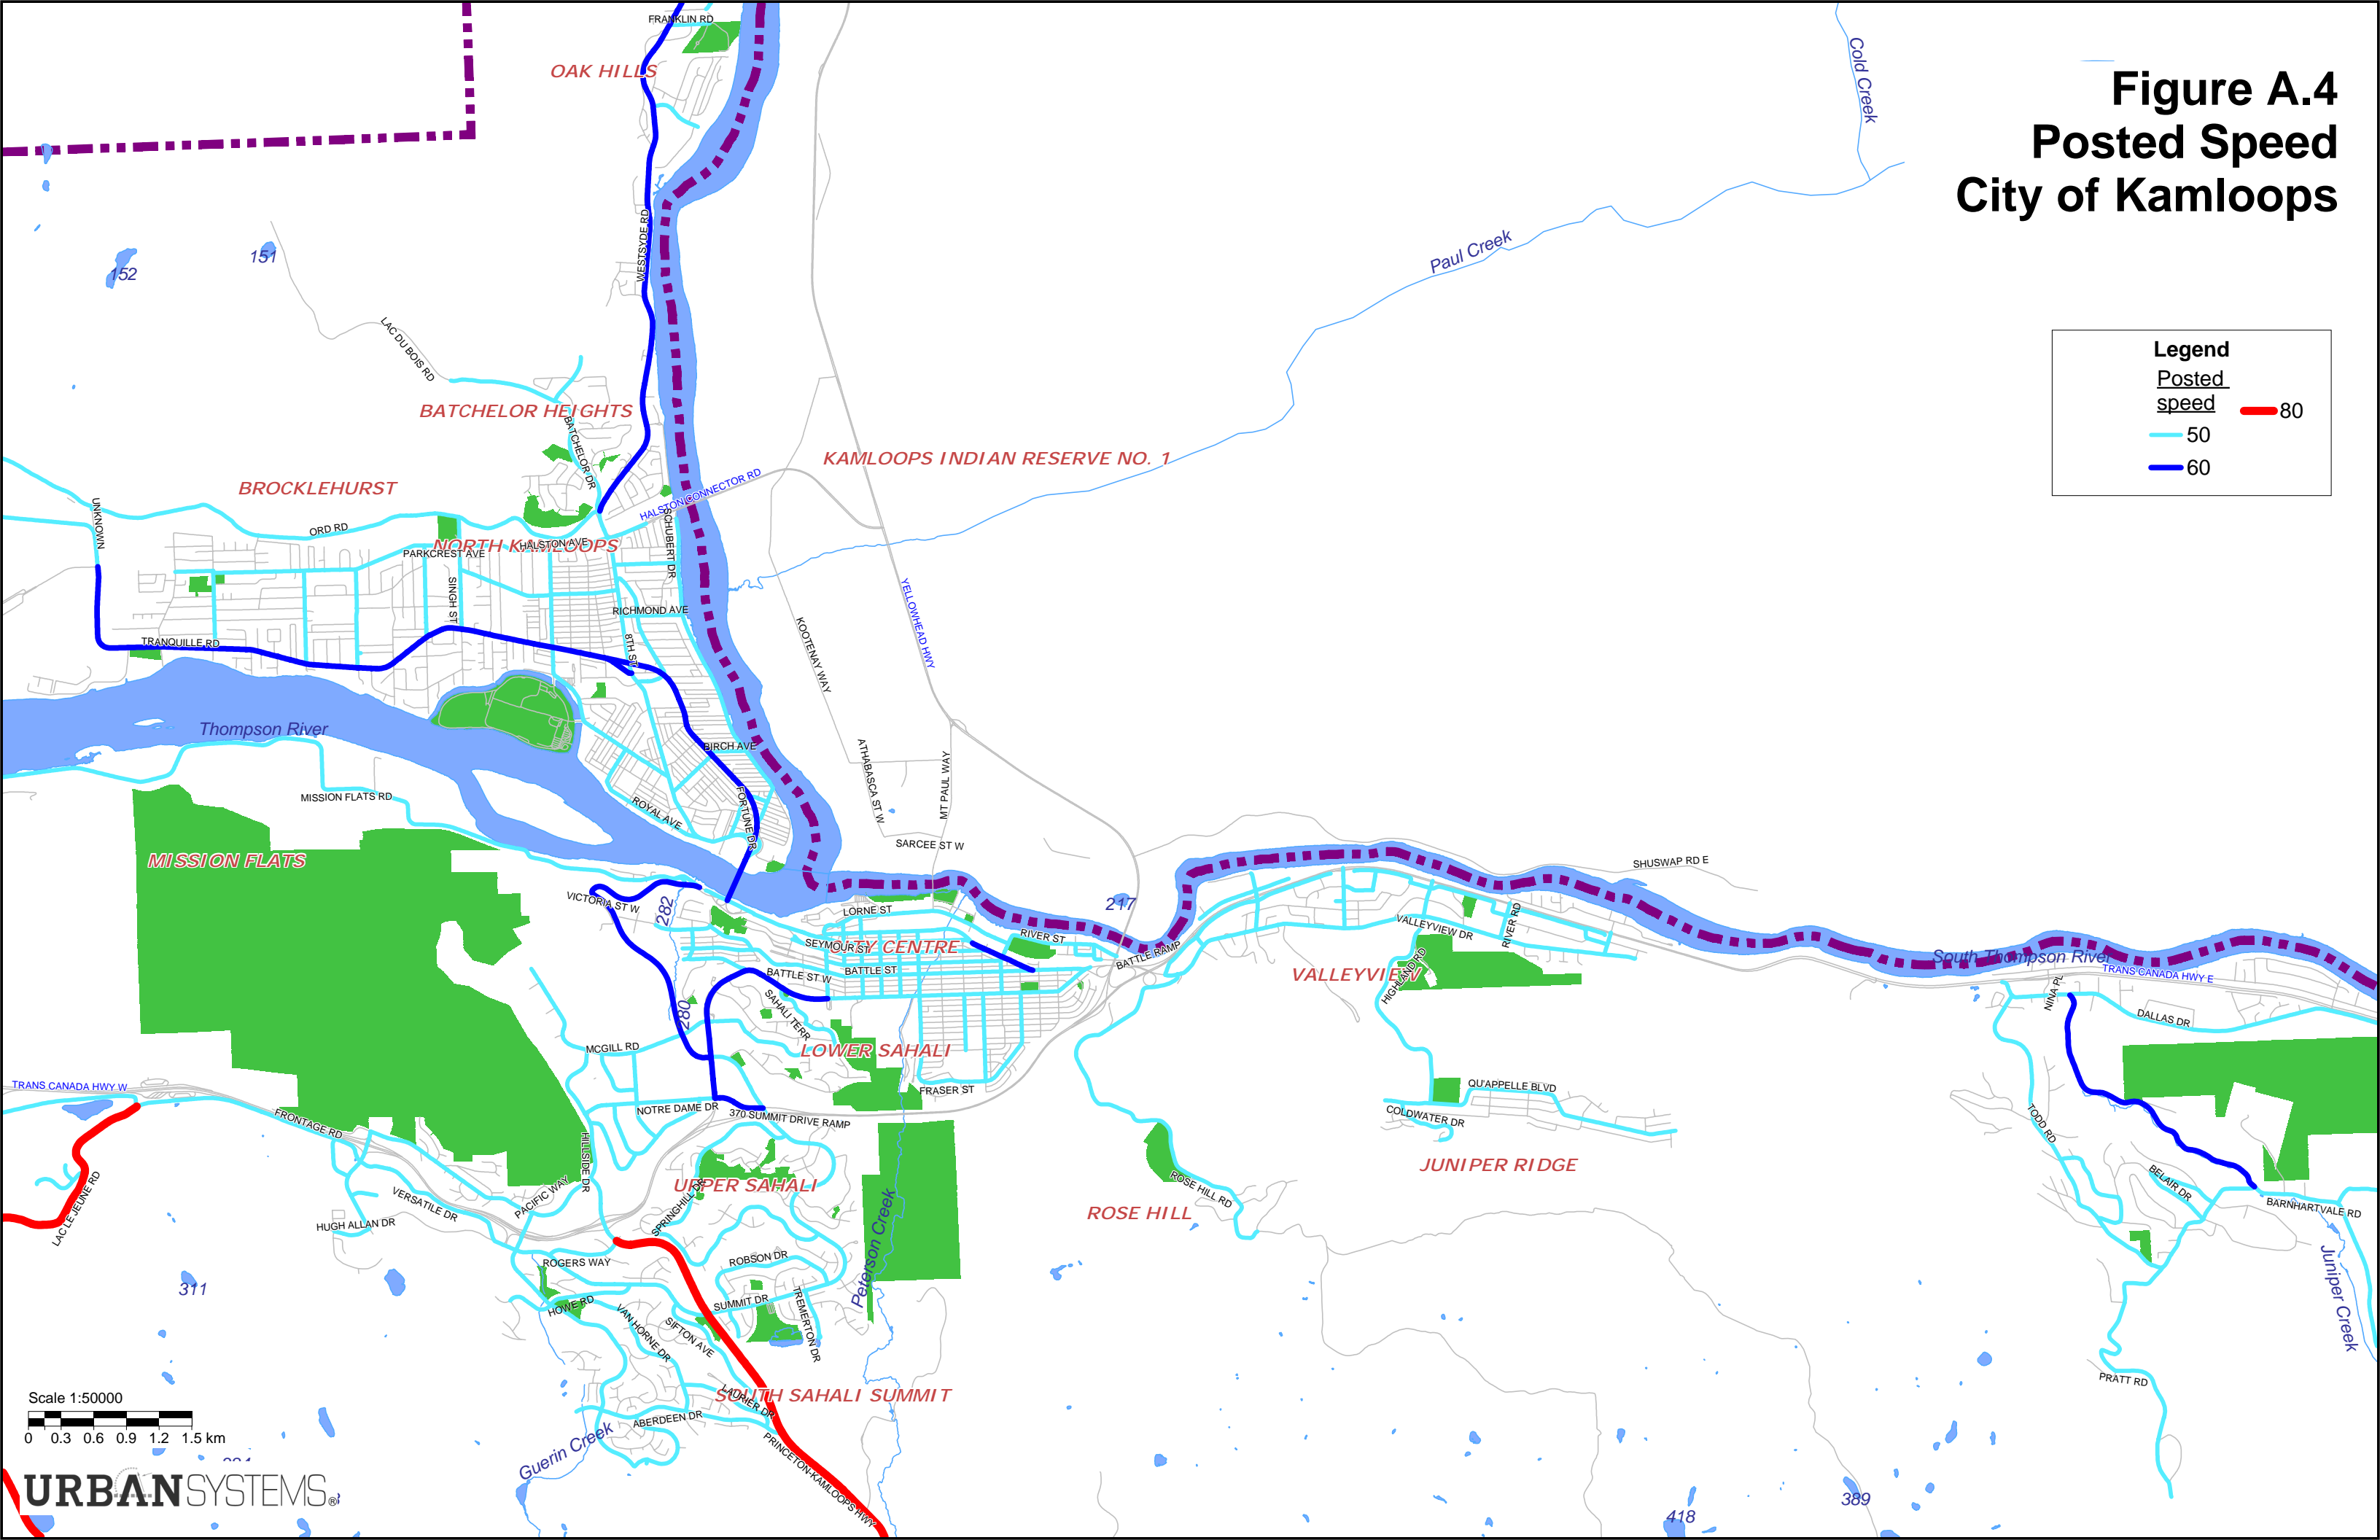 FRANKLIN RD
OAK HILLS
Cold Creek
Figure A.4
Posted Speed
City of Kamloops
WESTSYDE RD
Paul Creek
151
152
LAC DU BOIS RD
Legend
Posted
speed
80
50
60
BATCHELOR HEIGHTS
BATCHELOR DR
KAMLOOPS INDIAN RESERVE NO. 1
HALSTON CONNECTOR RD
BROCKLEHURST
UNKNOWN
ORD RD
SCHUBERT DR
NORTH KAMLOOPS
HALSTON AVE
PARKCREST AVE
SINGH ST
RICHMOND AVE
YELLOWHEAD HWY
KOOTENAY WAY
TRANQUILLE RD
8TH ST
Thompson River
BIRCH AVE
ATHABASCA ST W
MT PAUL WAY
MISSION FLATS RD
ROYAL AVE
FORTUNE DR
SARCEE ST W
MISSION FLATS
SHUSWAP RD E
VICTORIA ST W
282
217
LORNE ST
VALLEYVIEW DR
RIVER RD
RIVER ST
SEYMOUR ST
CITY CENTRE
BATTLE RAMP
South Thompson River
BATTLE ST W
BATTLE ST
VALLEYVIEW
HIGHLAND RD
TRANS CANADA HWY E
NINA PL
280
SAHALI TERR
DALLAS DR
MCGILL RD
LOWER SAHALI
TRANS CANADA HWY W
FRASER ST
QU'APPELLE BLVD
NOTRE DAME DR
370 SUMMIT DRIVE RAMP
COLDWATER DR
FRONTAGE RD
TODD RD
HILLSIDE DR
JUNIPER RIDGE
UPPER SAHALI
ROSE HILL RD
BELAIR DR
PACIFIC WAY
SPRINGHILL DR
VERSATILE DR
BARNHARTVALE RD
LAC LE JEUNE RD
HUGH ALLAN DR
ROSE HILL
Peterson Creek
ROBSON DR
ROGERS WAY
311
Juniper Creek
HOWE RD
SUMMIT DR
TREMERTON DR
VAN HORNE DR
SIFTON AVE
PRATT RD
SOUTH SAHALI SUMMIT
LAURIER DR
ABERDEEN DR
Scale 1:50000
0 0.3 0.6 0.9 1.2 1.5 km
Guerin Creek
PRINCETON-KAMLOOPS HWY
URBANSYSTEMS®
389
418